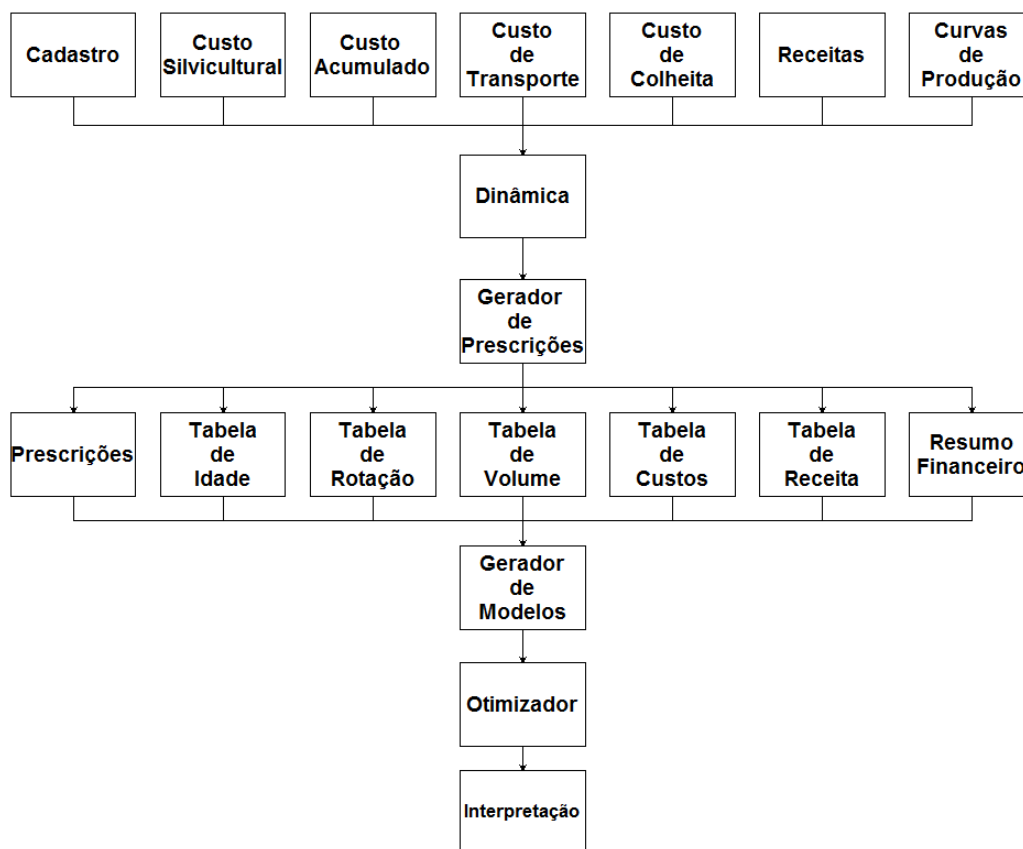 Cadastro
Custo
Silvicultural
Custo
Acumulado
Custo
de
Transporte
Custo
de
Colheita
Receitas
Curvas
de
Produção
Dinâmica
Gerador
de
Prescrições
Prescrições
Tabela
de
Idade
Tabela
de
Rotação
Tabela
de
Volume
Tabela
de
Custos
Tabela
de
Receita
Resumo
Financeiro
Gerador
de
Modelos
Otimizador
Interpretação